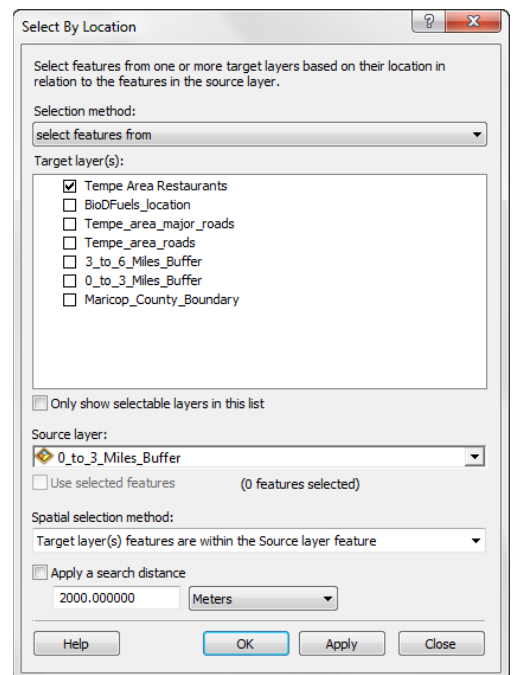 Select By Location
Select features from one or more target layers based on their location in
relation to the features in the source layer.
Selection method:
select features from
Target layer(s):
Tempe Area Restaurants
BioDFuels_location
Tempe_area_major_roads
Tempe_area_roads
3_to_6_Miles_Buffer
0_to_3_Miles_Buffer
Maricop_County_Boundary
Only show selectable layers in this list
Source layer:
0_to_3_Miles_Buffer
Use selected features (0 features selected)
Spatial selection method:
Target layer(s) features are within the Source layer feature
Apply a search distance
2000.000000 Meters
Help OK Apply Close